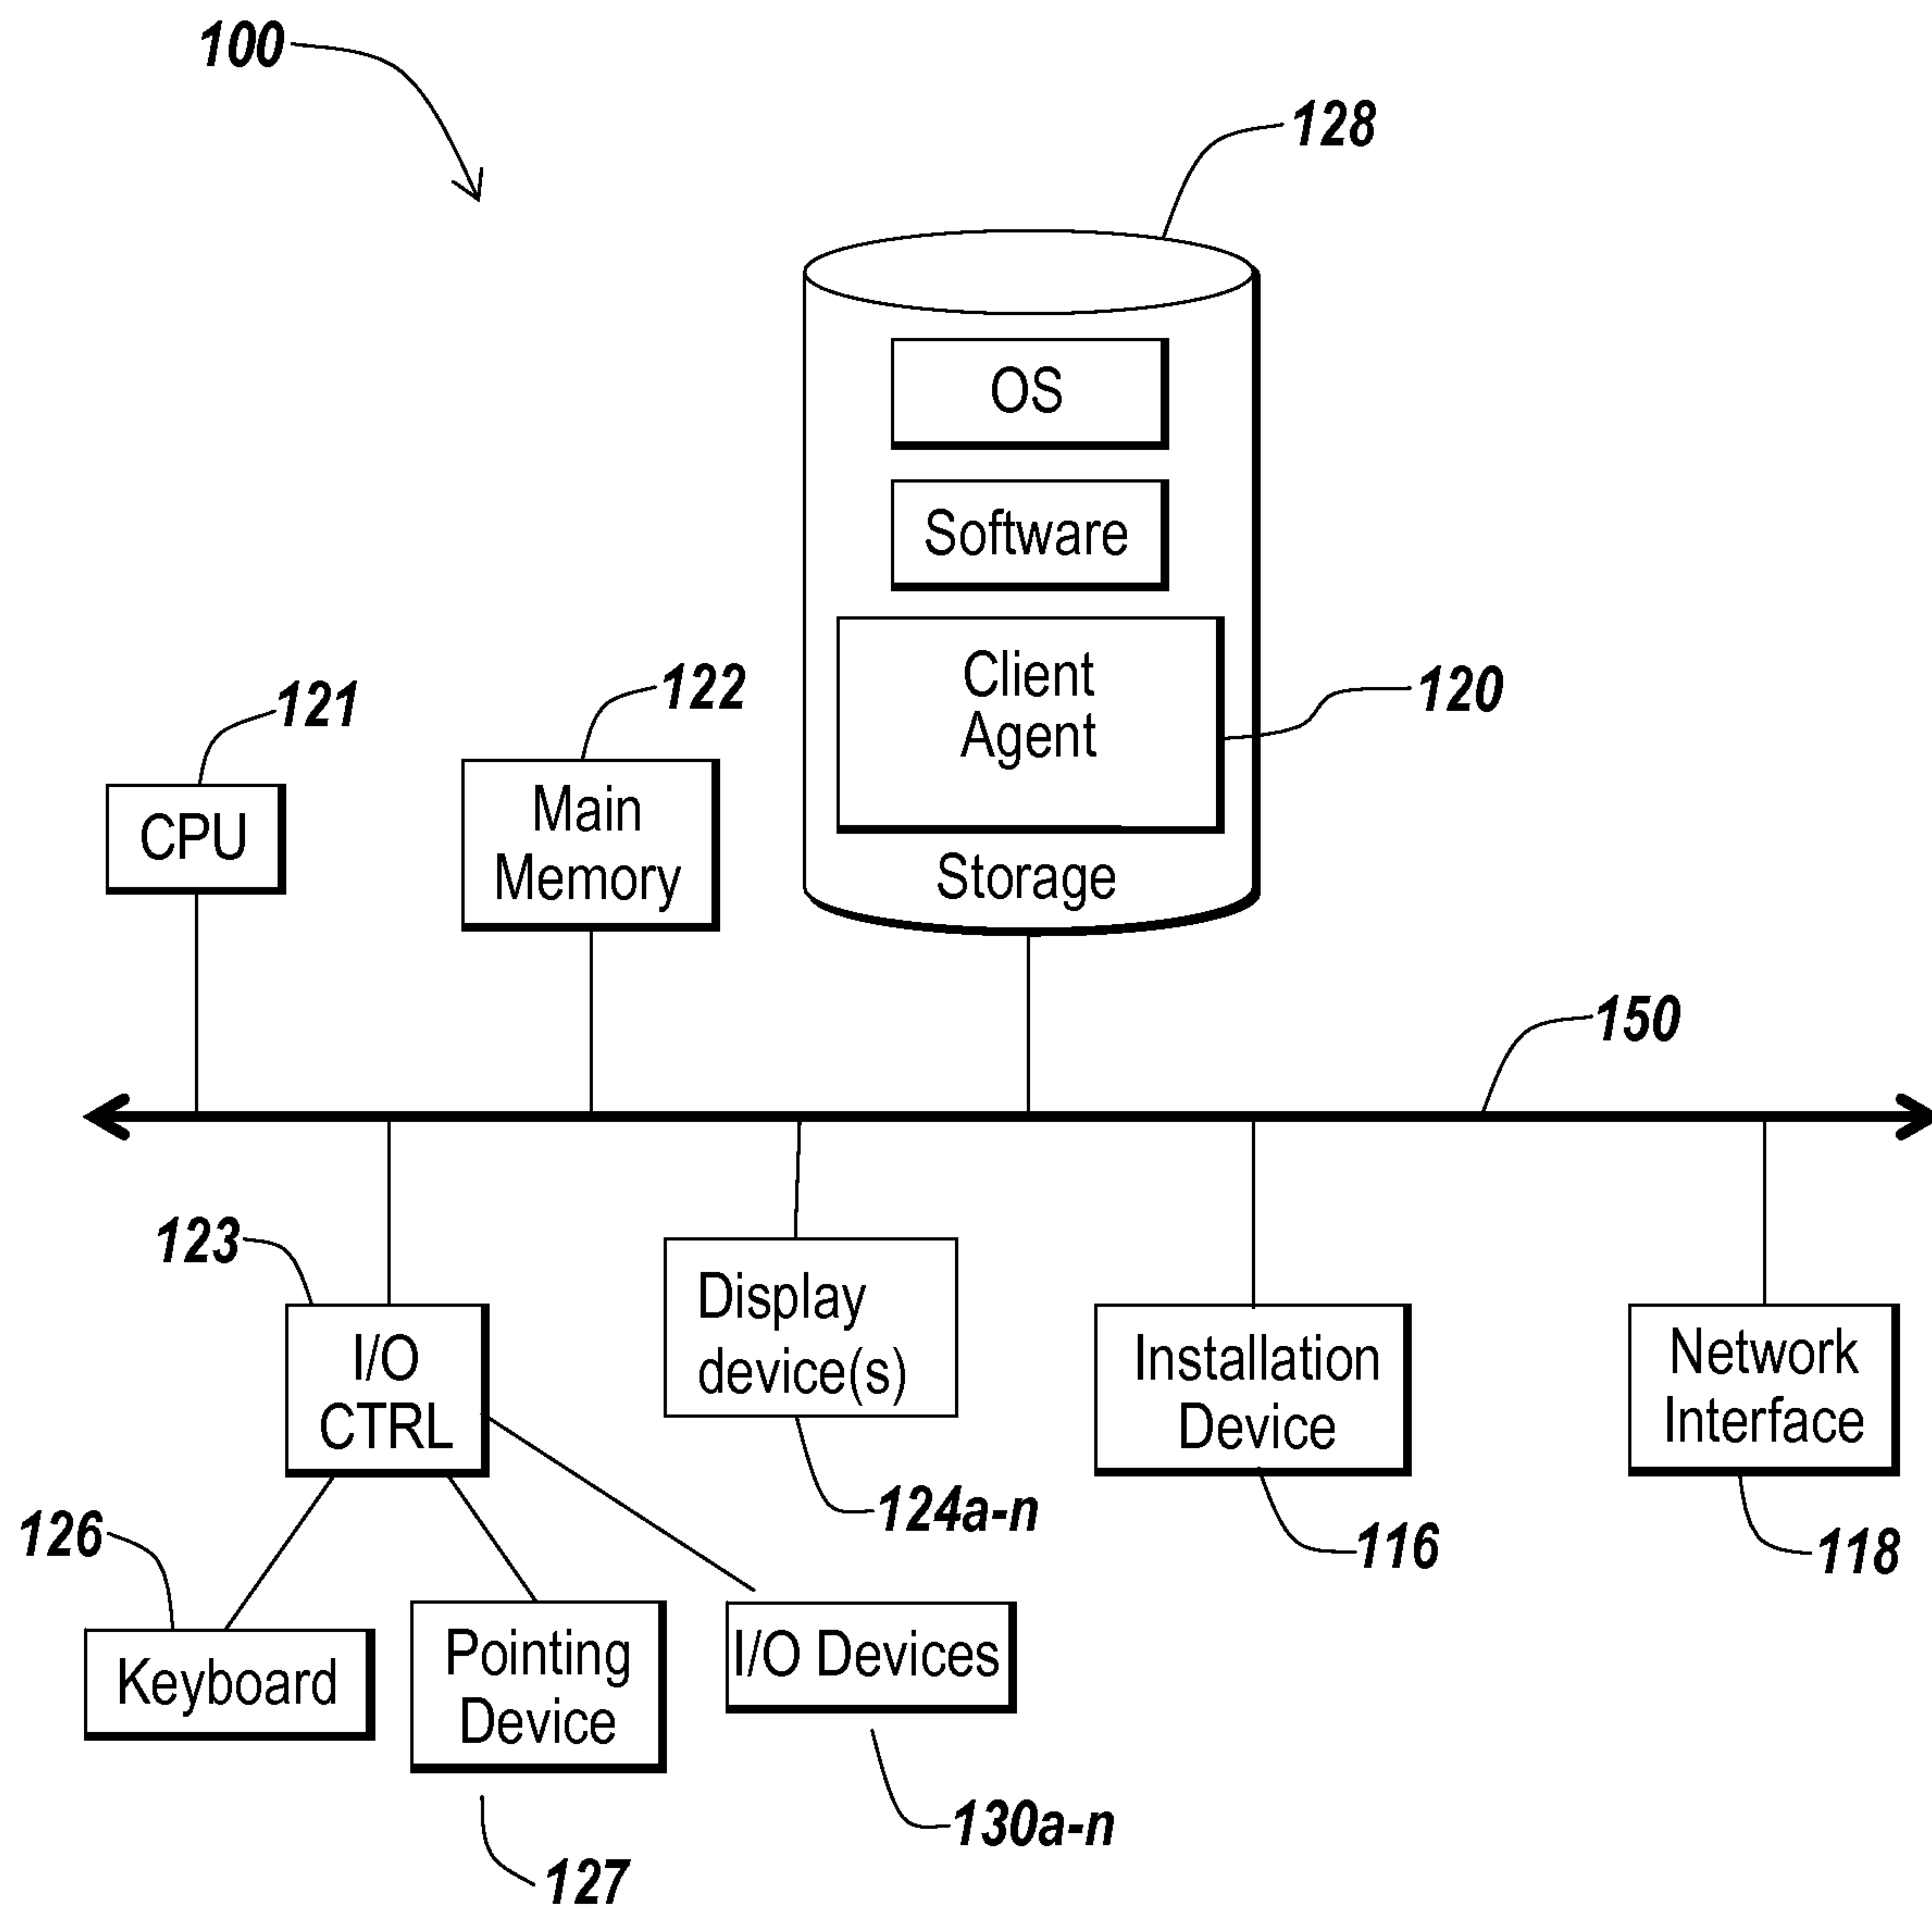 100
128
OS
Software
Client
Agent
120
Storage
121
CPU
122
Main
Memory
150
123
I/O
CTRL
Display
device(s)
124a-n
Installation
Device
116
Network
Interface
118
126
Keyboard
Pointing
Device
127
I/O Devices
130a-n